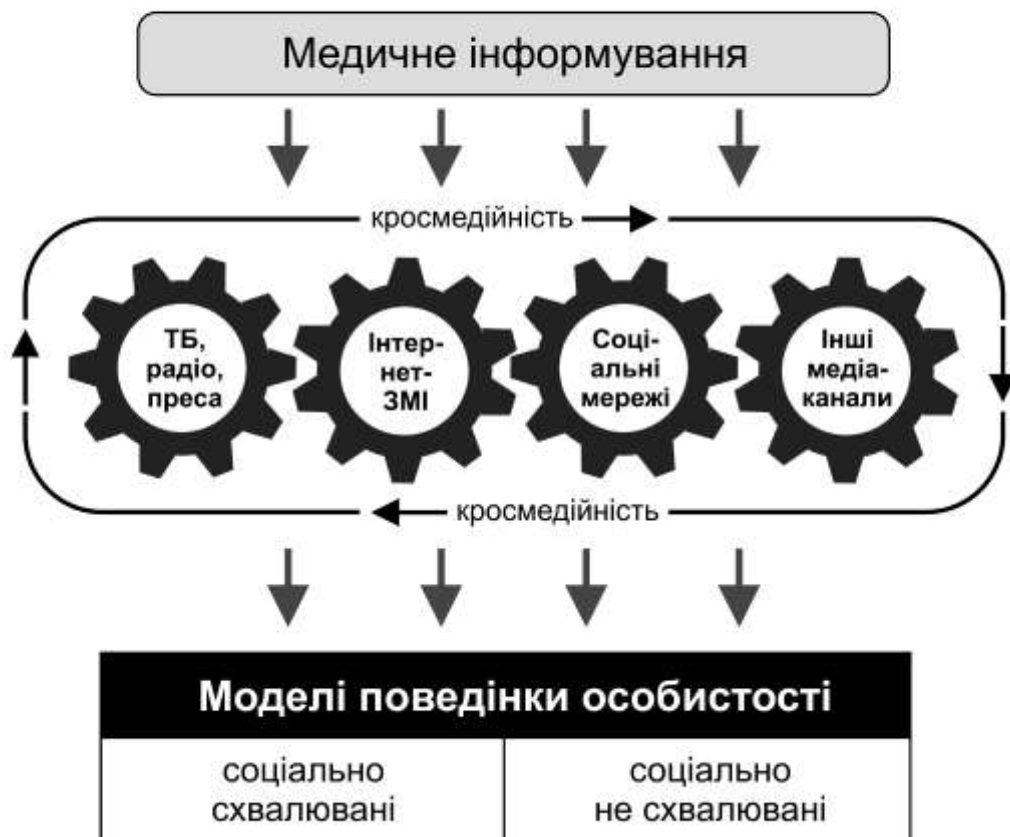 Медичне інформування
кросмедійність
ТБ,
радіо,
преса
Інтер-
нет-
ЗМІ
Соці-
альні
мережі
Інші
медіа-
канали
кросмедійність
Моделі поведінки особистості
соціально
схвалювані
соціально
не схвалювані